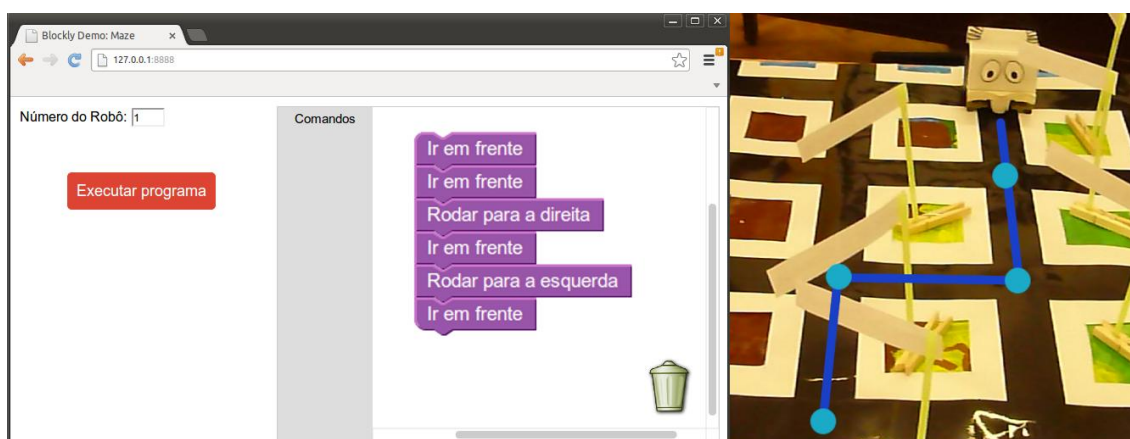 Blockly Demo: Maze
127.0.0.1:8888
Número do Robô: 1
Executar programa
Comandos
Ir em frente
Ir em frente
Rodar para a direita
Ir em frente
Rodar para a esquerda
Ir em frente